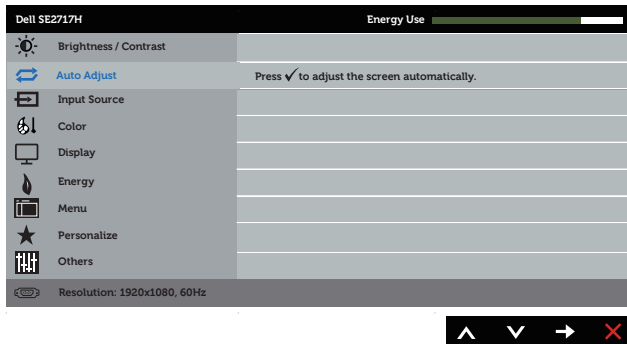 Dell SE2717H Energy Use
Brightness / Contrast
Auto Adjust Press ✓ to adjust the screen automatically.
Input Source
Color
Display
Energy
Menu
Personalize
Others
Resolution: 1920x1080, 60Hz